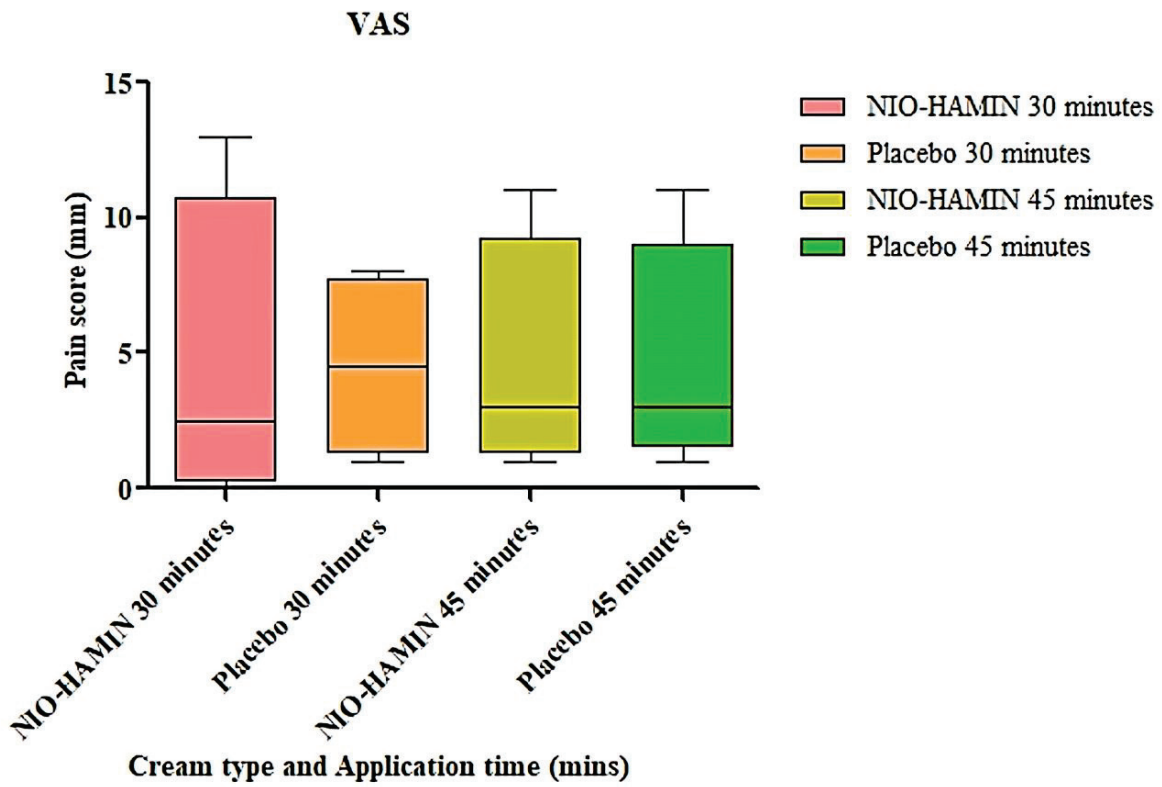 VAS
15
10
5
0
Pain score (mm)
NIO-HAMIN 30 minutes
Placebo 30 minutes
NIO-HAMIN 45 minutes
Placebo 45 minutes
Cream type and Application time (mins)
NIO-HAMIN 30 minutes
Placebo 30 minutes
NIO-HAMIN 45 minutes
Placebo 45 minutes